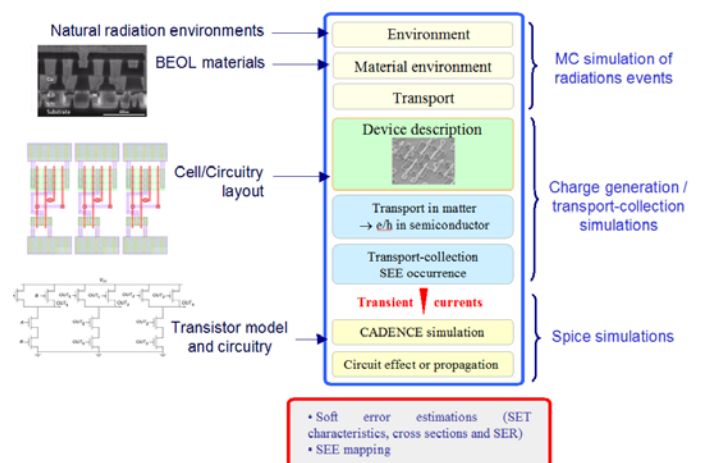 Natural radiation environments
BEOL materials
Substrate
Cell/Circuitry
layout
Transistor model
and circuitry
Environment
Material environment
Transport
Device description
Transport in matter
→ e/h in semiconductor
Transport-collection
SEE occurrence
Transient currents
CADENCE simulation
Circuit effect or propagation
MC simulation of
radiations events
Charge generation /
transport-collection
simulations
Spice simulations
• Soft error estimations (SET
characteristics, cross sections and SER)
• SEE mapping